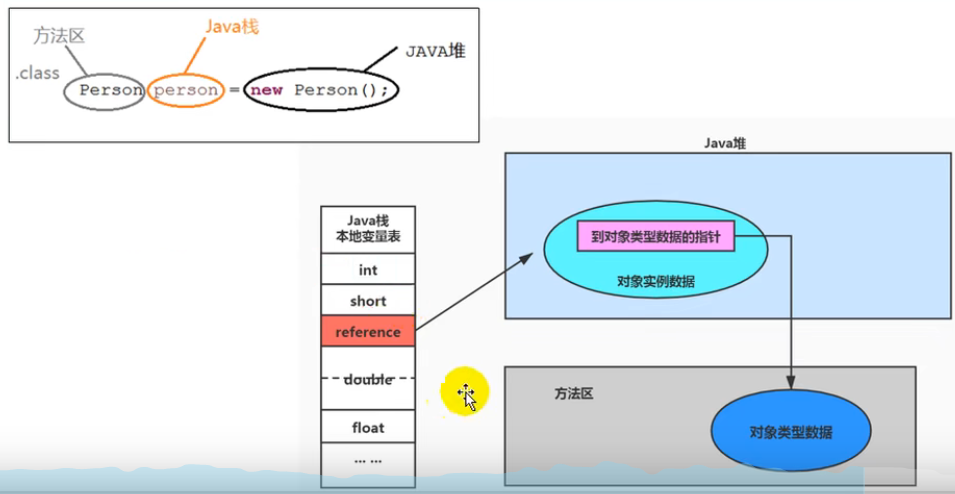 方法区
Java栈
JAVA堆
.class
Person person = new Person();
Java堆
Java栈
本地变量表
int
short
reference
double
float
... ...
到对象类型数据的指针
对象实例数据
方法区
对象类型数据